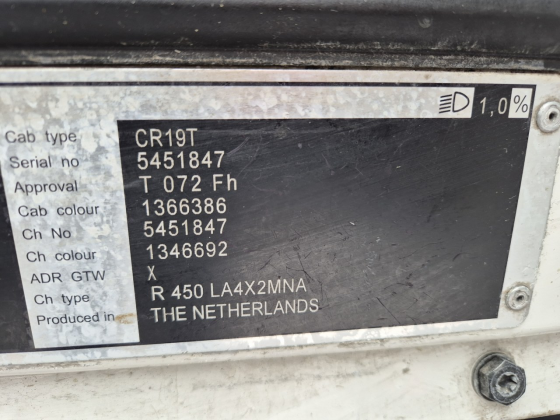 1,0%
Cab type CR19T
Serial no 5451847
Approval T 072 Fh
Cab colour 1366386
Ch No 5451847
Ch colour 1346692
ADR GTW X
Ch type R 450 LA4X2MNA
Produced in THE NETHERLANDS